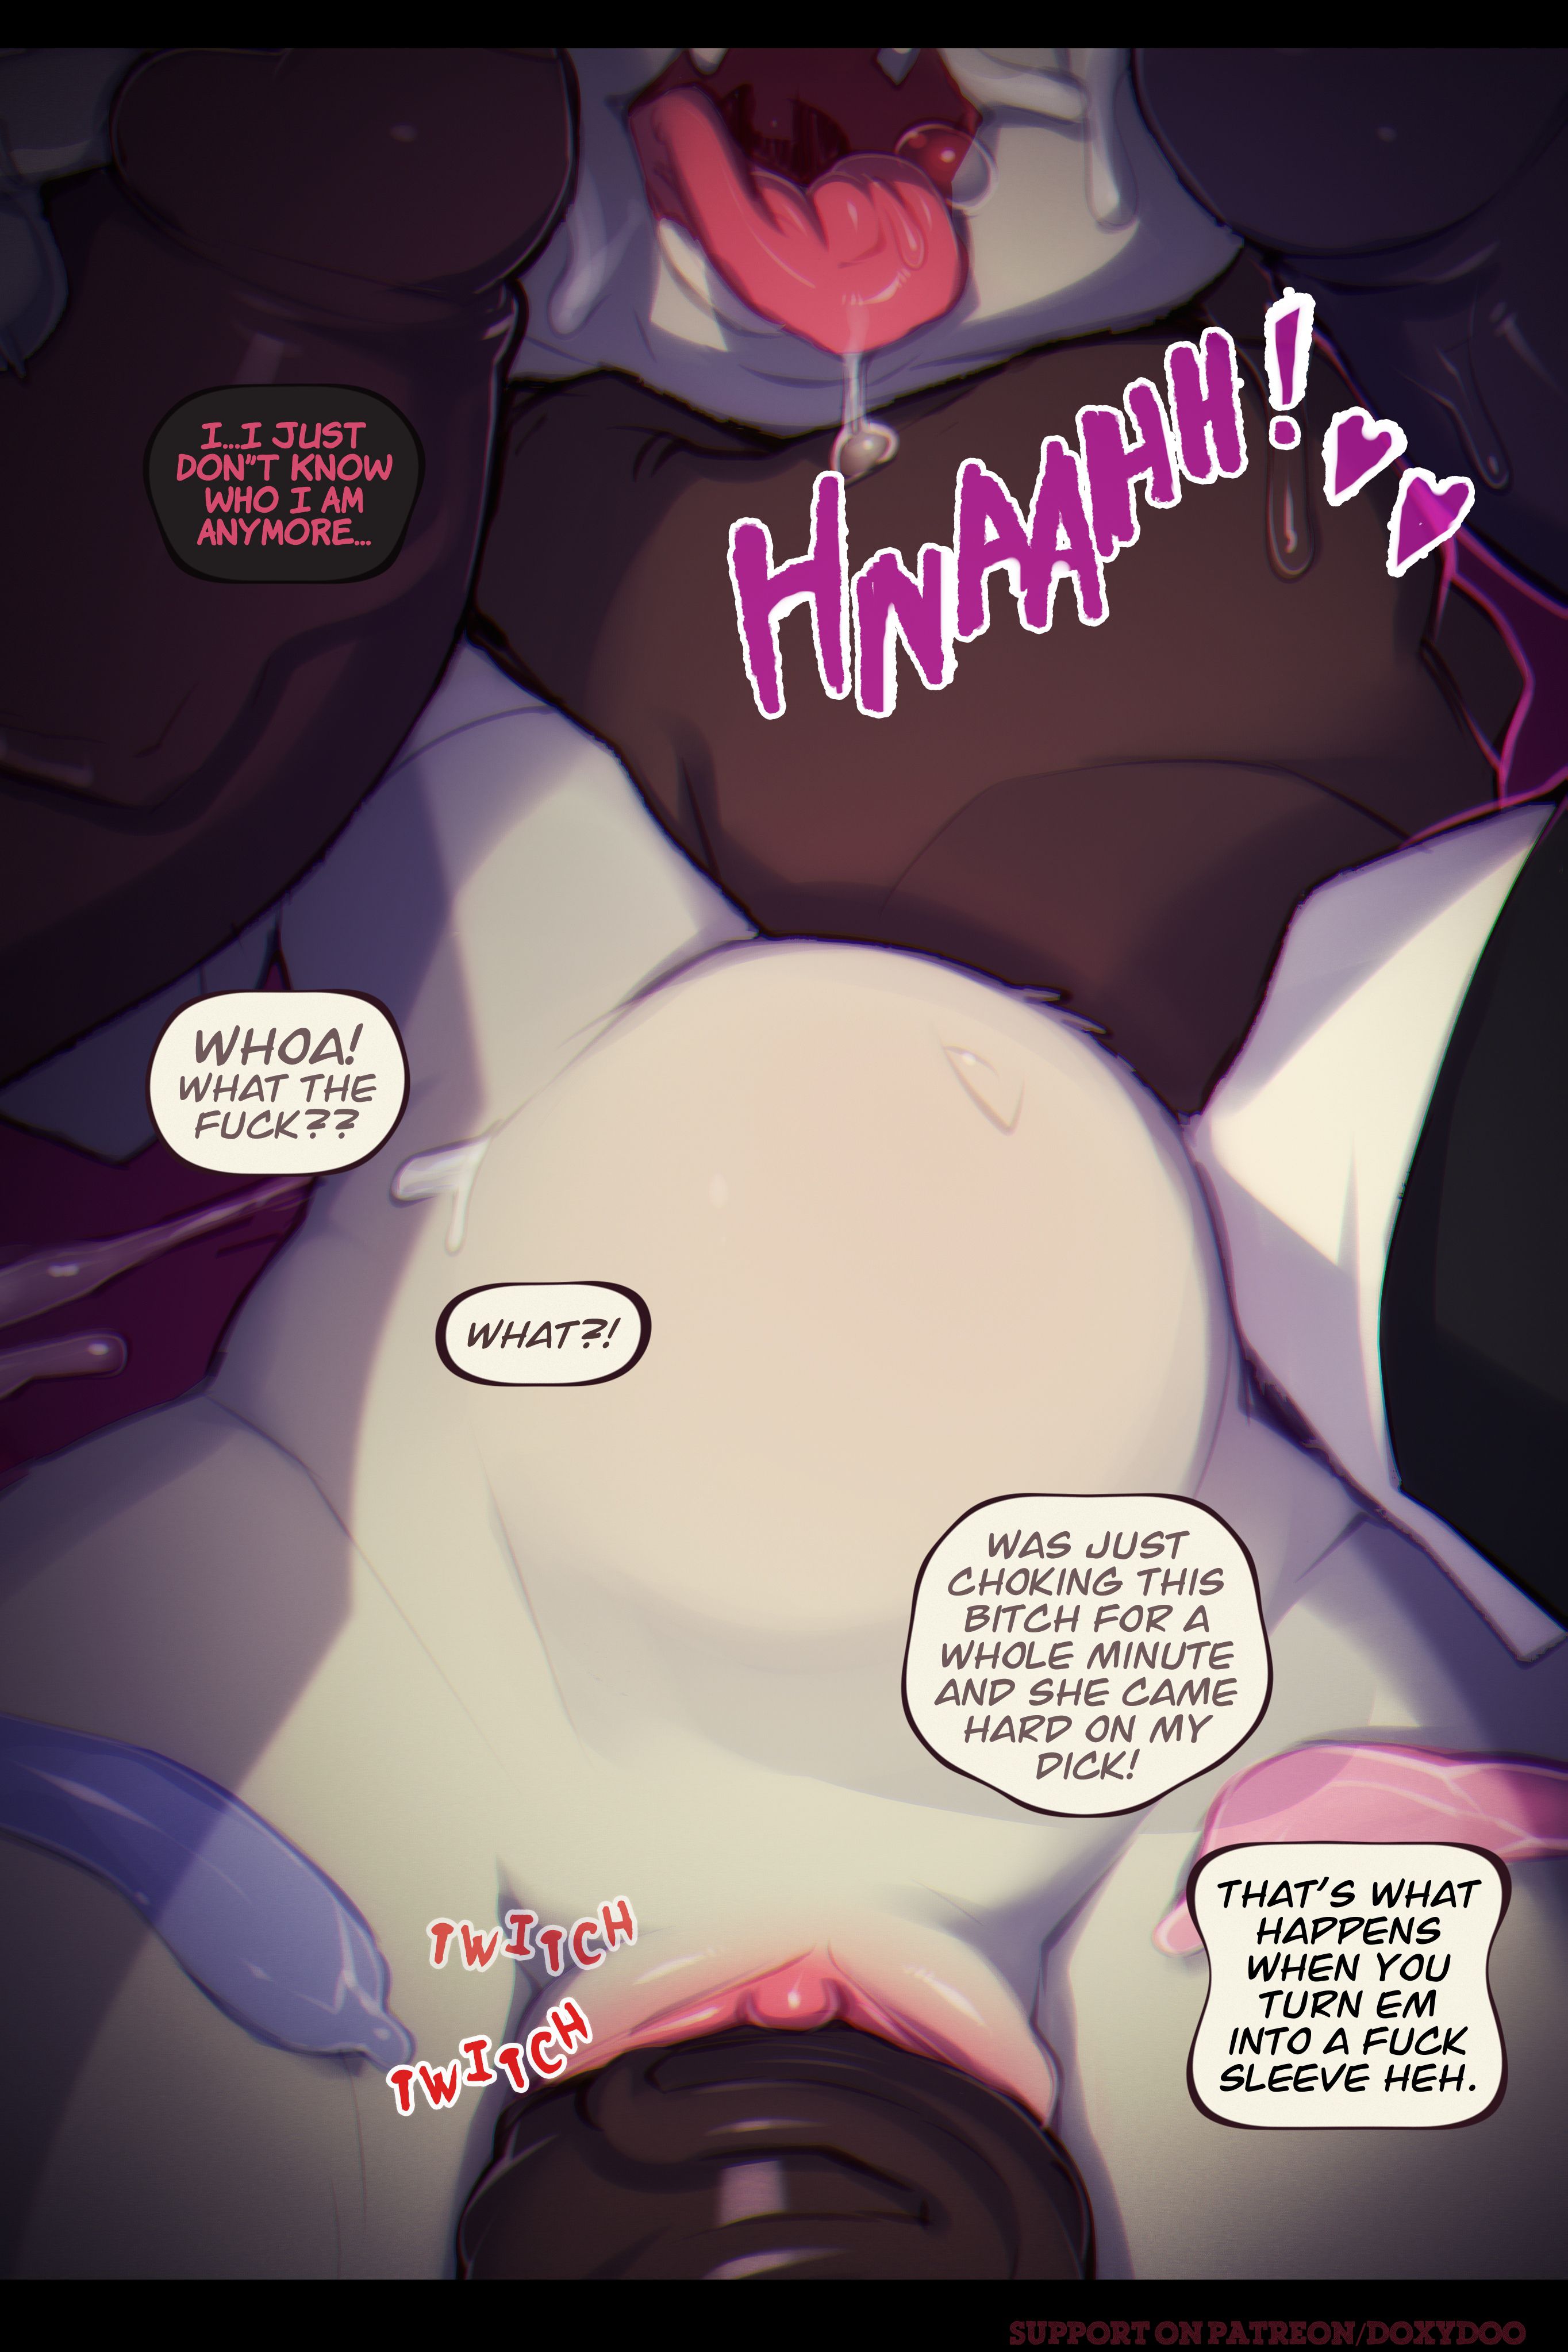 I...I JUST
DON"T KNOW
WHO I AM
ANYMORE...
HNAAHH!
WHOA!
WHAT THE
FUCK??
WHAT?!
WAS JUST
CHOKING THIS
BITCH FOR A
WHOLE MINUTE
AND SHE CAME
HARD ON MY
DICK!
THAT'S WHAT
HAPPENS
WHEN YOU
TURN EM
INTO A FUCK
SLEEVE HEH.
TWITCH
TWITCH
SUPPORT ON PATREON/DOXYDOO